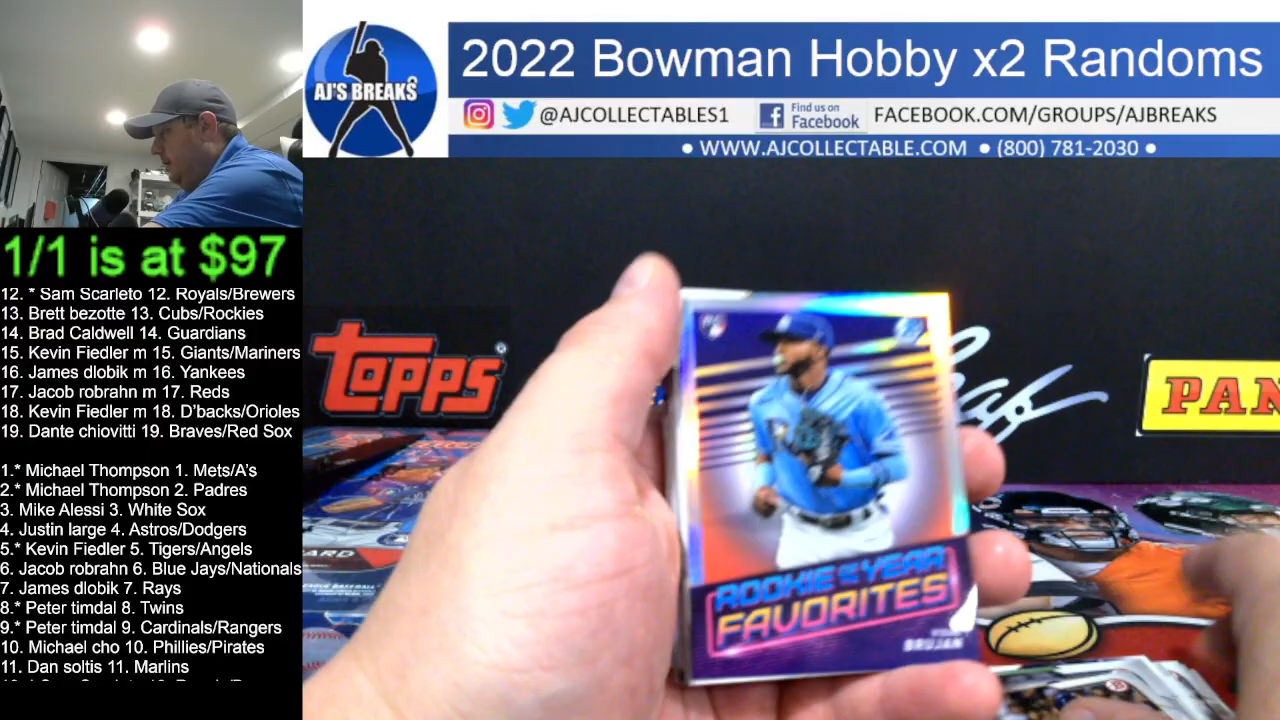 2022 Bowman Hobby x2 Randoms
AJ'S BREAKS
@AJCOLLECTABLES1
Find us on
Facebook
FACEBOOK.COM/GROUPS/AJBREAKS
• WWW.AJCOLLECTABLE.COM • (800) 781-2030 •
1/1 is at $97
12. * Sam Scarleto 12. Royals/Brewers
13. Brett bezotte 13. Cubs/Rockies
14. Brad Caldwell 14. Guardians
15. Kevin Fiedler m 15. Giants/Mariners
16. James dlobik m 16. Yankees
17. Jacob robrahn m 17. Reds
18. Kevin Fiedler m 18. D'backs/Orioles
19. Dante chiovitti 19. Braves/Red Sox
1.* Michael Thompson 1. Mets/A's
2.* Michael Thompson 2. Padres
3. Mike Alessi 3. White Sox
4. Justin large 4. Astros/Dodgers
5.* Kevin Fiedler 5. Tigers/Angels
6. Jacob robrahn 6. Blue Jays/Nationals
7. James dlobik 7. Rays
8.* Peter timdal 8. Twins
9.* Peter timdal 9. Cardinals/Rangers
10. Michael cho 10. Phillies/Pirates
11. Dan soltis 11. Marlins
TOPPS
PAN
ROOKIE OF THE YEAR
FAVORITES
BRUJAN